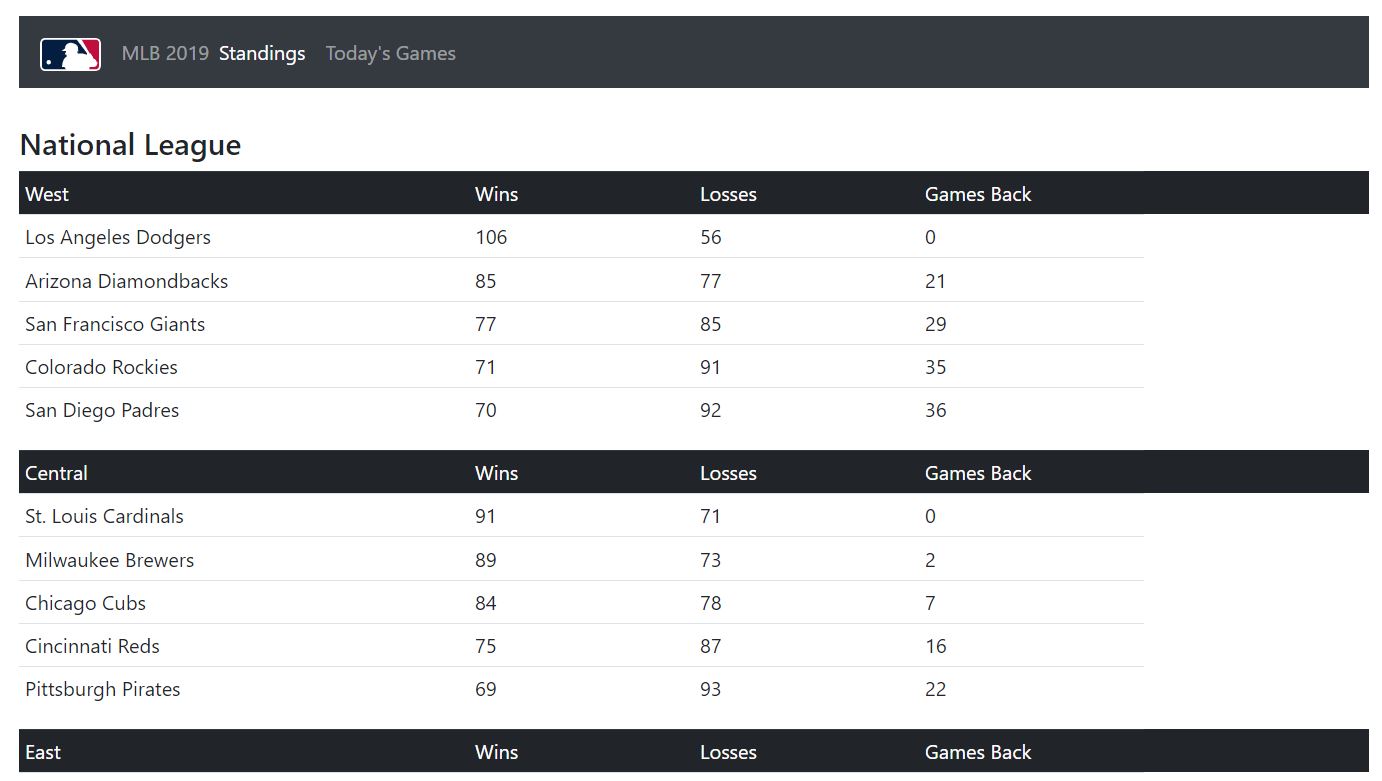 MLB 2019 Standings Today's Games
National League
West Wins Losses Games Back
Los Angeles Dodgers 106 56 0
Arizona Diamondbacks 85 77 21
San Francisco Giants 77 85 29
Colorado Rockies 71 91 35
San Diego Padres 70 92 36
Central Wins Losses Games Back
St. Louis Cardinals 91 71 0
Milwaukee Brewers 89 73 2
Chicago Cubs 84 78 7
Cincinnati Reds 75 87 16
Pittsburgh Pirates 69 93 22
East Wins Losses Games Back